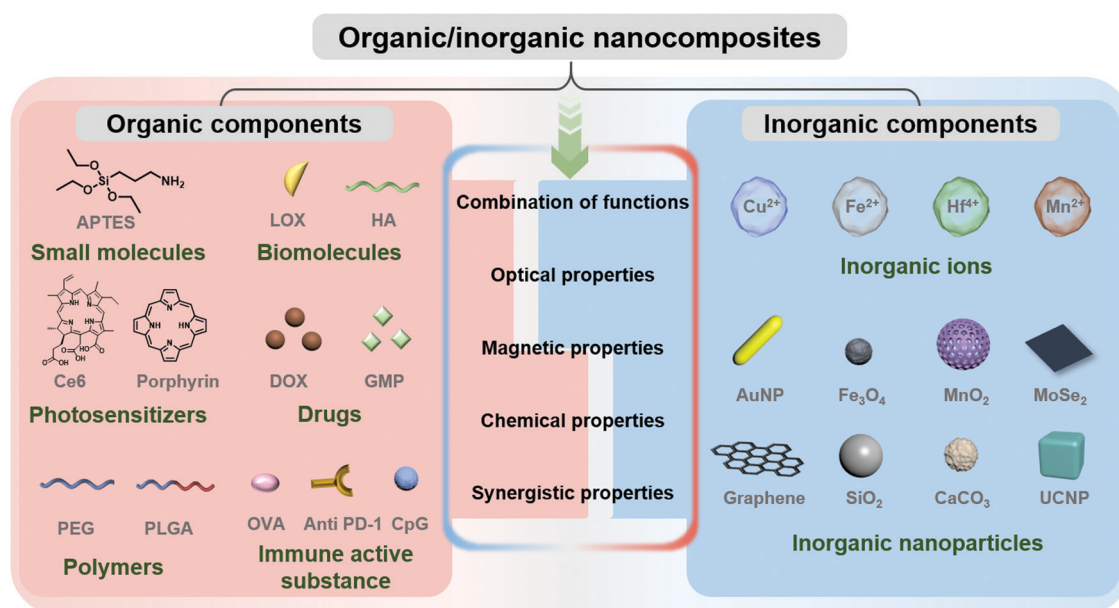 Organic/inorganic nanocomposites
Organic components
Si
O
O
O
NH₂
APTES
Small molecules
LOX
HA
Biomolecules
NH
N
N
HN
O
OH
O
OH
O
OH
Ce6
N
NH
HN
N
Porphyrin
Photosensitizers
DOX
GMP
Drugs
PEG
PLGA
Polymers
OVA
Anti PD-1
CpG
Immune active
substance
Combination of functions
Optical properties
Magnetic properties
Chemical properties
Synergistic properties
Inorganic components
Cu²⁺
Fe²⁺
Hf⁴⁺
Mn²⁺
Inorganic ions
AuNP
Fe₃O₄
MnO₂
MoSe₂
Graphene
SiO₂
CaCO₃
UCNP
Inorganic nanoparticles